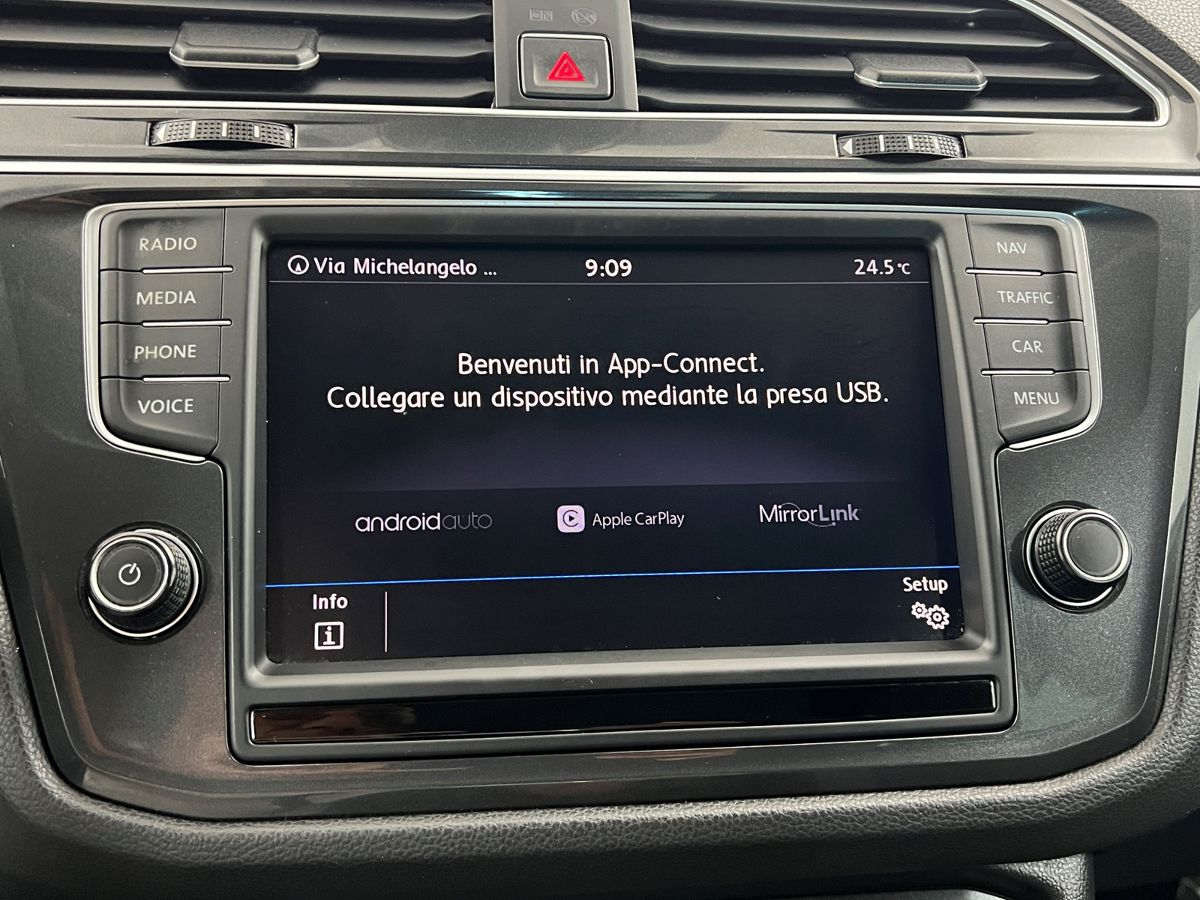 ON
RADIO
MEDIA
PHONE
VOICE
Via Michelangelo ... 9:09 24.5°C
Benvenuti in App-Connect.
Collegare un dispositivo mediante la presa USB.
androidauto Apple CarPlay MirrorLink
Info Setup
NAV
TRAFFIC
CAR
MENU